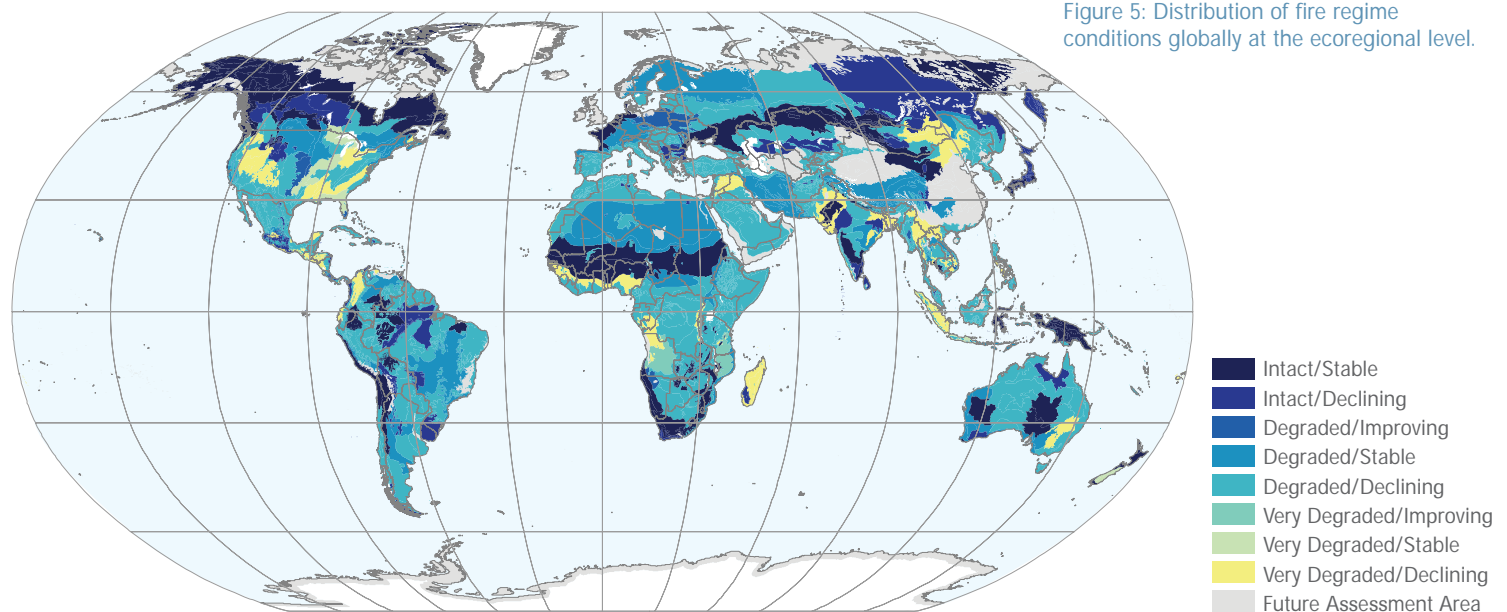 Figure 5: Distribution of fire regime
conditions globally at the ecoregional level.
Intact/Stable
Intact/Declining
Degraded/Improving
Degraded/Stable
Degraded/Declining
Very Degraded/Improving
Very Degraded/Stable
Very Degraded/Declining
Future Assessment Area